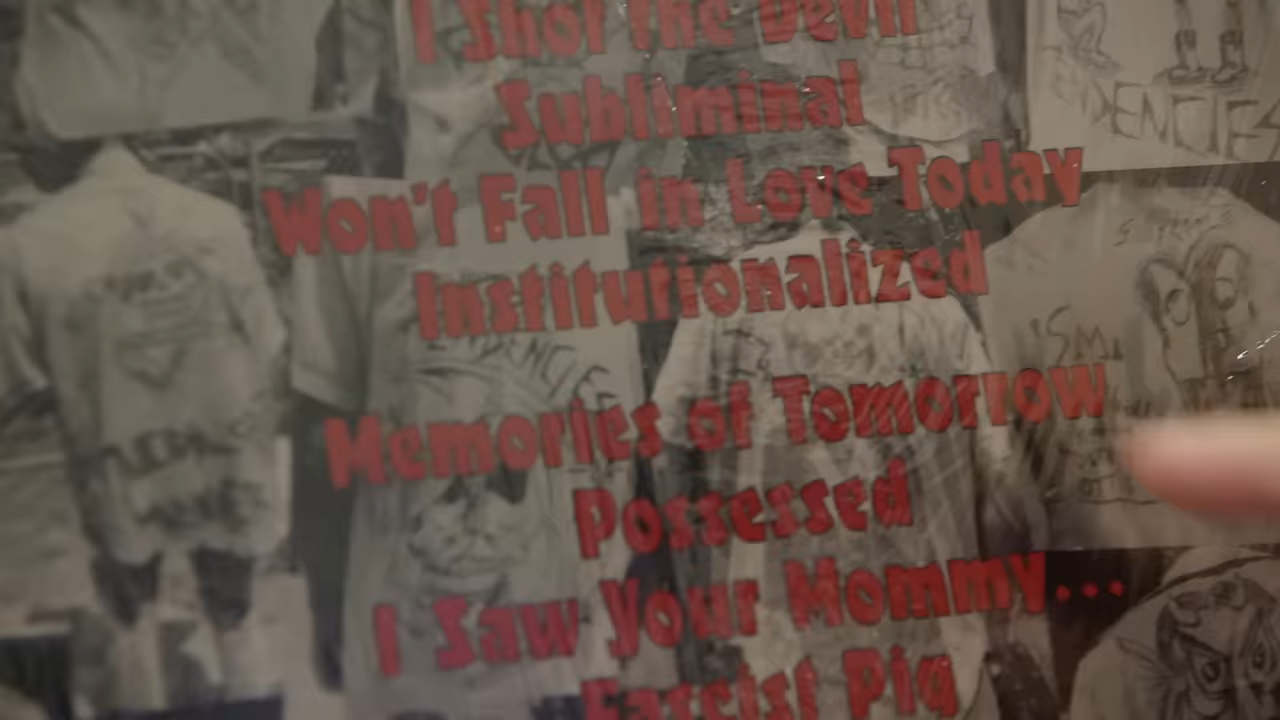 I Shot the Devil
Subliminal
Won't Fall in Love Today
Institutionalized
Memories of Tomorrow
Possessed
I Saw Your Mommy...
Fascist Pig